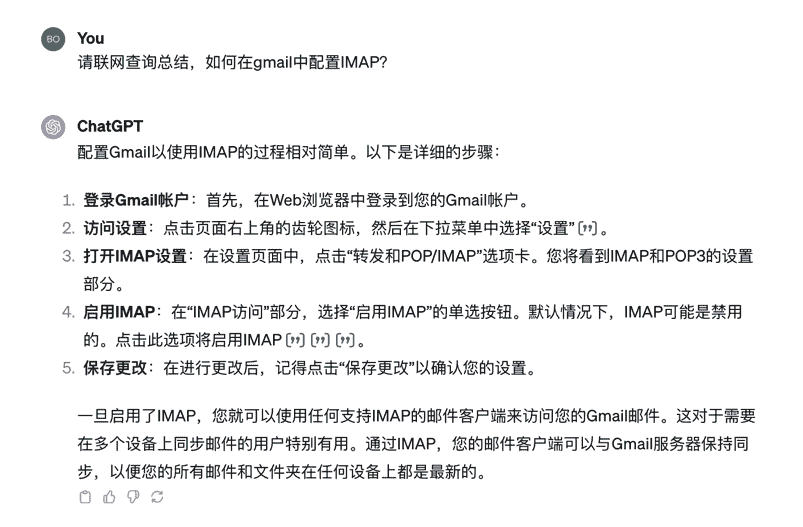 BO
You
请联网查询总结，如何在gmail中配置IMAP?
ChatGPT
配置Gmail以使用IMAP的过程相对简单。以下是详细的步骤：
1. 登录Gmail帐户：首先，在Web浏览器中登录到您的Gmail帐户。
2. 访问设置：点击页面右上角的齿轮图标，然后在下拉菜单中选择“设置”[❞]。
3. 打开IMAP设置：在设置页面中，点击“转发和POP/IMAP”选项卡。您将看到IMAP和POP3的设置
部分。
4. 启用IMAP：在“IMAP访问”部分，选择“启用IMAP”的单选按钮。默认情况下，IMAP可能是禁用
的。点击此选项将启用IMAP[❞] [❞] [❞]。
5. 保存更改：在进行更改后，记得点击“保存更改”以确认您的设置。
一旦启用了IMAP，您就可以使用任何支持IMAP的邮件客户端来访问您的Gmail邮件。这对于需要
在多个设备上同步邮件的用户特别有用。通过IMAP，您的邮件客户端可以与Gmail服务器保持同
步，以便您的所有邮件和文件夹在任何设备上都是最新的。